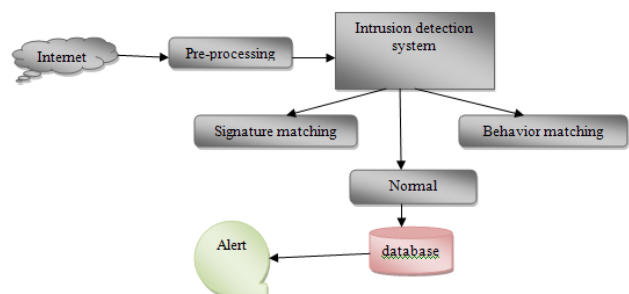 Internet
Pre-processing
Intrusion detection
system
Signature matching
Behavior matching
Normal
Alert
database